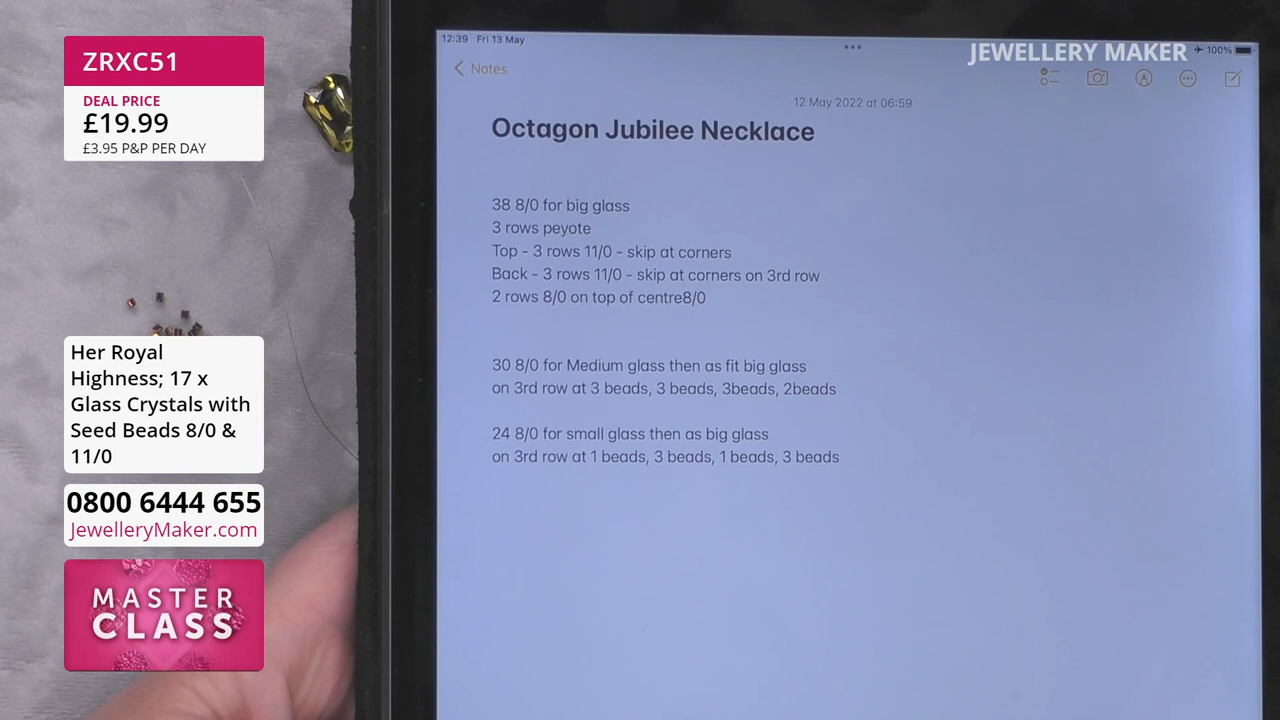 ZRXC51
DEAL PRICE
£19.99
£3.95 P&P PER DAY
Her Royal
Highness; 17 x
Glass Crystals with
Seed Beads 8/0 &
11/0
0800 6444 655
JewelleryMaker.com
MASTER
CLASS
JEWELLERY MAKER
12:39 Fri 13 May
100%
Notes
12 May 2022 at 06:59
Octagon Jubilee Necklace
38 8/0 for big glass
3 rows peyote
Top - 3 rows 11/0 - skip at corners
Back - 3 rows 11/0 - skip at corners on 3rd row
2 rows 8/0 on top of centre8/0
30 8/0 for Medium glass then as fit big glass
on 3rd row at 3 beads, 3 beads, 3beads, 2beads
24 8/0 for small glass then as big glass
on 3rd row at 1 beads, 3 beads, 1 beads, 3 beads